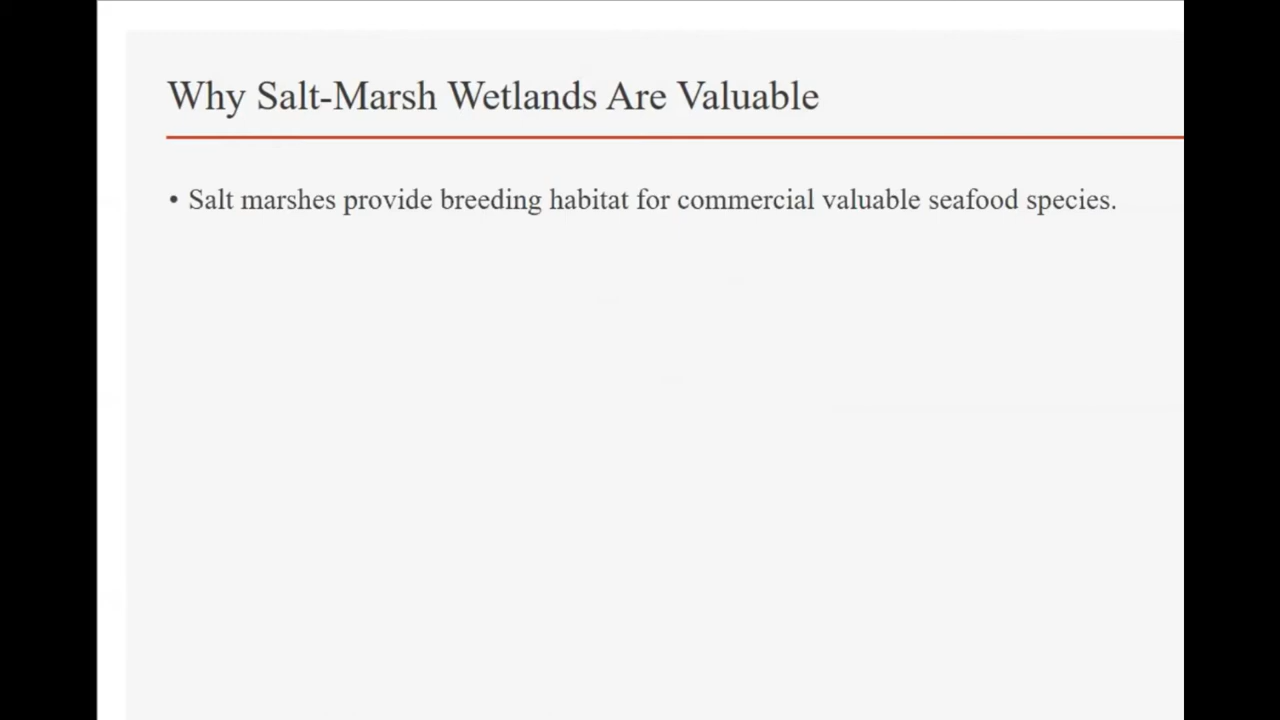 Why Salt-Marsh Wetlands Are Valuable
• Salt marshes provide breeding habitat for commercial valuable seafood species.